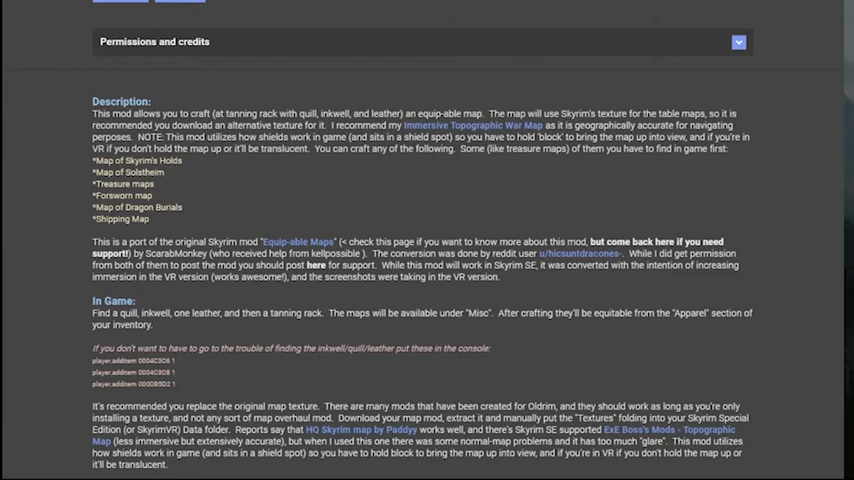 Permissions and credits
Description:
This mod allows you to craft (at tanning rack with quill, inkwell, and leather) an equip-able map. The map will use Skyrim's texture for the table maps, so it is
recommended you download an alternative texture for it. I recommend my Immersive Topographic War Map as it is geographically accurate for navigating
perposes. NOTE: This mod utilizes how shields work in game (and sits in a shield spot) so you have to hold 'block' to bring the map up into view, and if you're in
VR if you don't hold the map up or it'll be translucent. You can craft any of the following. Some (like treasure maps) of them you have to find in game first:
*Map of Skyrim's Holds
*Map of Solstheim
*Treasure maps
*Forsworn map
*Map of Dragon Burials
*Shipping Map
This is a port of the original Skyrim mod "Equip-able Maps" (< check this page if you want to know more about this mod, but come back here if you need
support!) by ScarabMonkey (who received help from kellpossible ). The conversion was done by reddit user u/hicsuntdracones-. While I did get permission
from both of them to post the mod you should post here for support. While this mod will work in Skyrim SE, it was converted with the intention of increasing
immersion in the VR version (works awesome!), and the screenshots were taking in the VR version.
In Game:
Find a quill, inkwell, one leather, and then a tanning rack. The maps will be available under "Misc". After crafting they'll be equitable from the "Apparel" section of
your inventory.
If you don't want to have to go to the trouble of finding the inkwell/quill/leather put these in the console:
player.additem 0004C3C6 1
player.additem 0004C3C8 1
player.additem 000DB5D2 1
It's recommended you replace the original map texture. There are many mods that have been created for Oldrim, and they should work as long as you're only
installing a texture, and not any sort of map overhaul mod. Download your map mod, extract it and manually put the "Textures" folding into your Skyrim Special
Edition (or SkyrimVR) Data folder. Reports say that HQ Skyrim map by Paddyy works well, and there's Skyrim SE supported ExE Boss's Mods - Topographic
Map (less immersive but extensively accurate), but when I used this one there was some normal-map problems and it has too much "glare". This mod utilizes
how shields work in game (and sits in a shield spot) so you have to hold block to bring the map up into view, and if you're in VR if you don't hold the map up or
it'll be translucent.